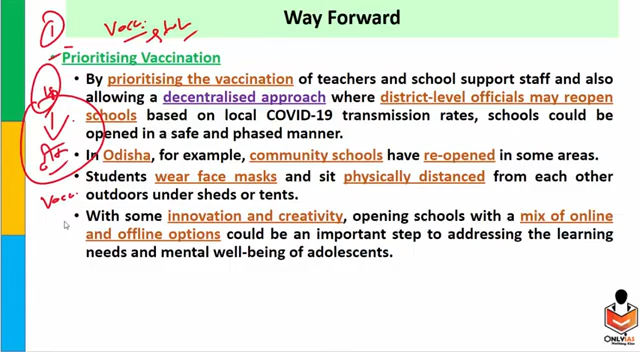 Way Forward
Prioritising Vaccination
By prioritising the vaccination of teachers and school support staff and also
allowing a decentralised approach where district-level officials may reopen
schools based on local COVID-19 transmission rates, schools could be
opened in a safe and phased manner.
In Odisha, for example, community schools have re-opened in some areas.
Students wear face masks and sit physically distanced from each other
outdoors under sheds or tents.
With some innovation and creativity, opening schools with a mix of online
and offline options could be an important step to addressing the learning
needs and mental well-being of adolescents.
1
Vacc.
Vacc.
ONLYIAS